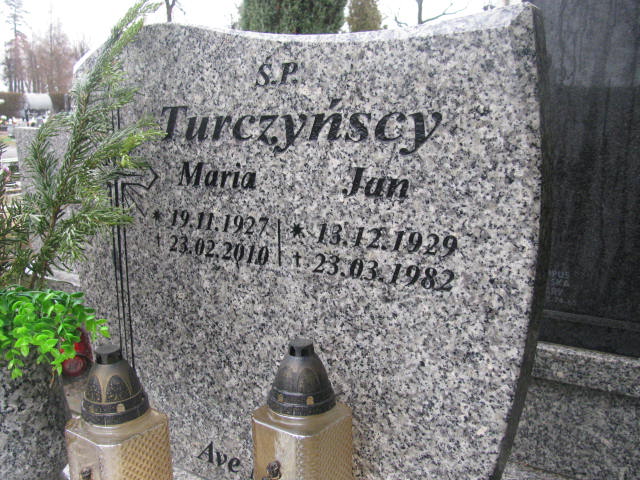 Ś.P.
Turczyńscy
Maria Jan
* 19.11.1927 * 13.12.1929
† 23.02.2010 † 23.03.1982
Ave